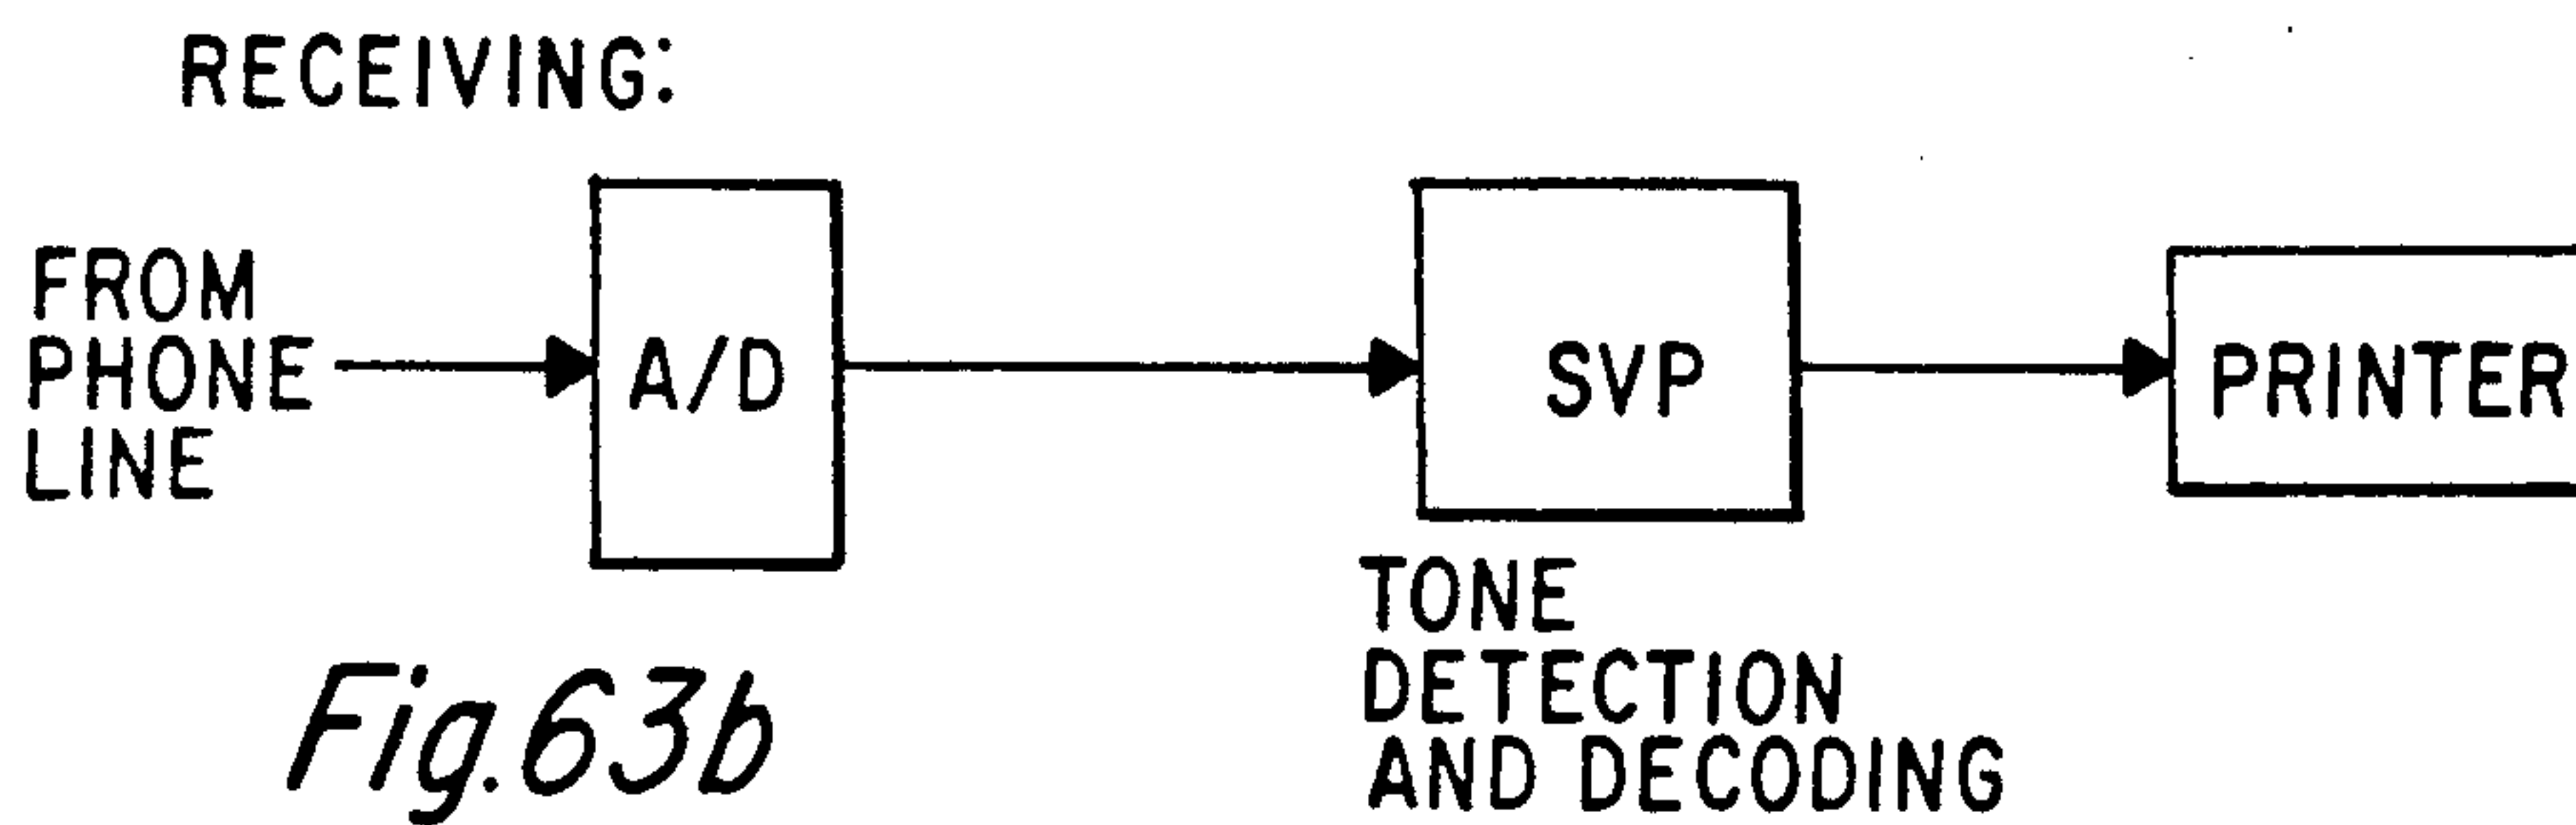 RECEIVING:
FROM
PHONE
LINE
A/D
SVP
PRINTER
TONE
DETECTION
AND DECODING
Fig.63b